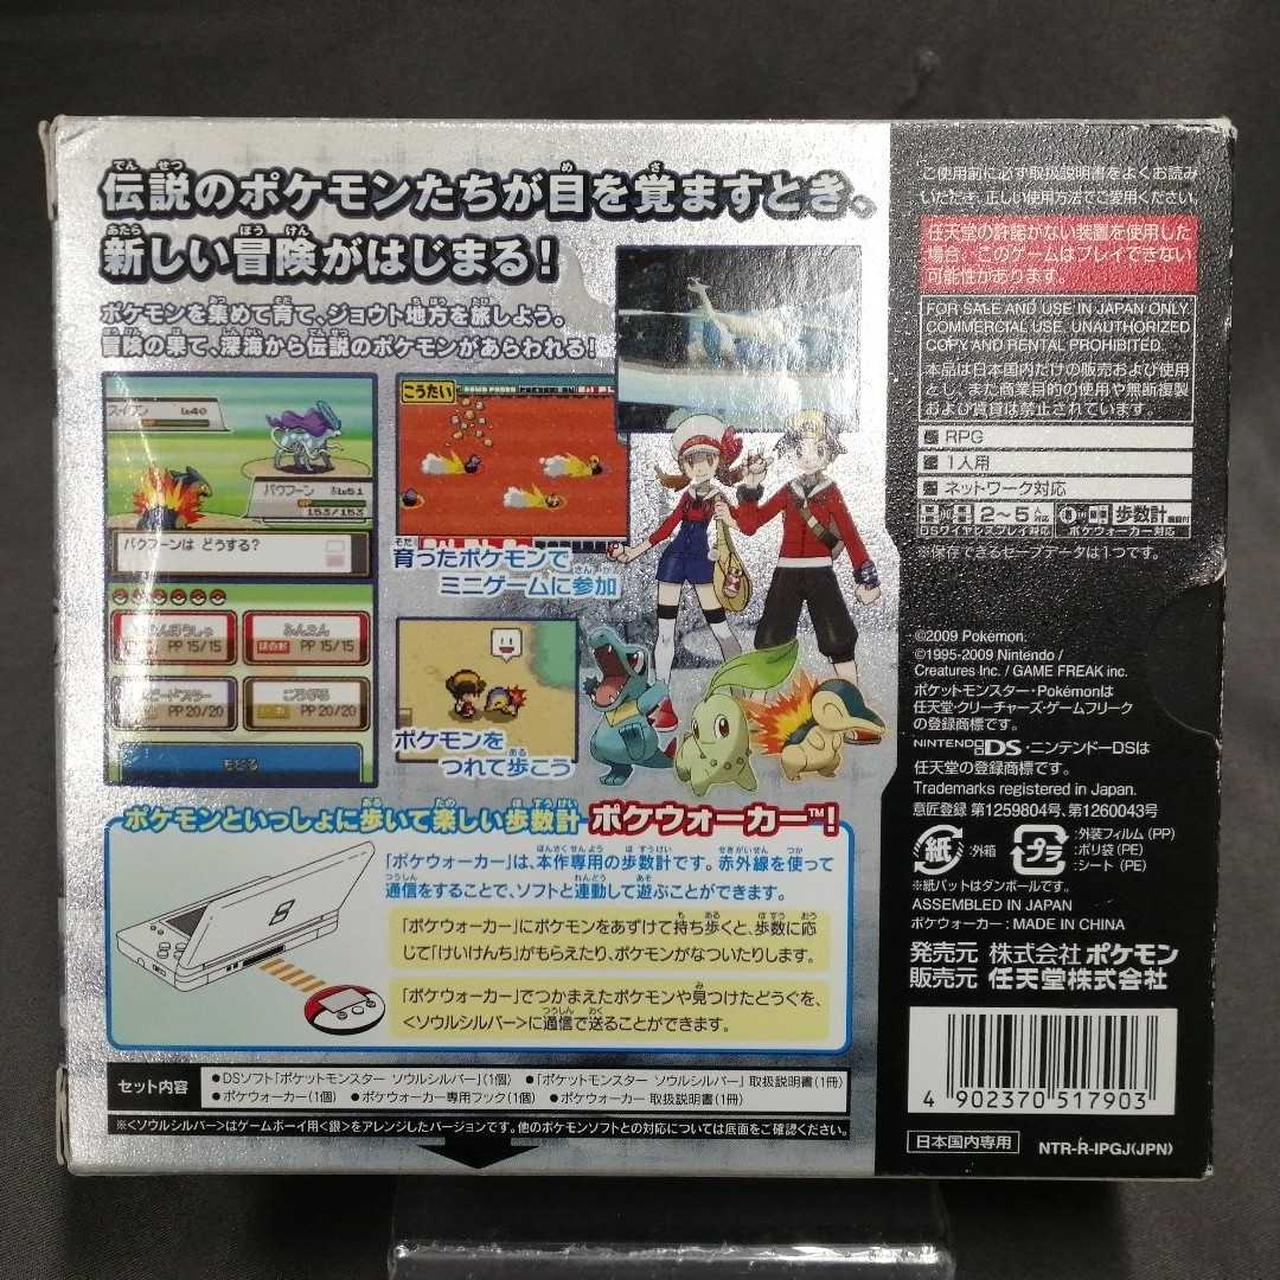 伝説のポケモンたちが目を覚ますとき、
新しい冒険がはじまる!
ポケモンを集めて育て、ジョウト地方を旅しよう。
冒険の果て、深海から伝説のポケモンがあらわれる!
スイクン Lv40
バクフーン Lv51
153/153
バクフーンは どうする?
PP 15/15
ふんえん
PP 15/15
PP 20/20
PP 20/20
こうたい
育ったポケモンで
ミニゲームに参加
ポケモンを
つれて歩こう
ポケモンといっしょに歩いて楽しい歩数計 ポケウォーカー™!
「ポケウォーカー」は、本作専用の歩数計です。赤外線を使って
通信をすることで、ソフトと連動して遊ぶことができます。
「ポケウォーカー」にポケモンをあずけて持ち歩くと、歩数に応
じて「けいけんち」がもらえたり、ポケモンがなついたりします。
「ポケウォーカー」でつかまえたポケモンや見つけたどうぐを、
<ソウルシルバー>に通信で送ることができます。
セット内容
●DSソフト「ポケットモンスター ソウルシルバー」(1個) ●「ポケットモンスター ソウルシルバー」取扱説明書(1冊)
●ポケウォーカー(1個) ●ポケウォーカー専用フック(1個) ●ポケウォーカー 取扱説明書(1冊)
※<ソウルシルバー>はゲームボーイ用<銀>をアレンジしたバージョンです。他のポケモンソフトとの対応については底面をご確認ください。
ご使用前に必ず取扱説明書をよくお読み
いただき、正しい使用方法でご愛用ください。
任天堂の許諾がない装置を使用した
場合、このゲームはプレイできない
可能性があります。
FOR SALE AND USE IN JAPAN ONLY.
COMMERCIAL USE, UNAUTHORIZED
COPY AND RENTAL PROHIBITED.
本品は日本国内だけの販売および使用
とし、また商業目的の使用や無断複製
および賃貸は禁止されています。
RPG
1人用
ネットワーク対応
2~5人対応 歩数計
DSワイヤレスプレイ対応 ポケウォーカー対応
※保存できるセーブデータは1つです。
©2009 Pokémon.
©1995-2009 Nintendo /
Creatures Inc. / GAME FREAK inc.
ポケットモンスター・Pokémonは
任天堂・クリーチャーズ・ゲームフリーク
の登録商標です。
NINTENDO DS・ニンテンドーDSは
任天堂の登録商標です。
Trademarks registered in Japan.
意匠登録 第1259804号、第1260043号
紙 :外箱 プラ :外装フィルム (PP)
:ポリ袋 (PE)
:シート (PE)
※紙パットはダンボールです。
ASSEMBLED IN JAPAN
ポケウォーカー : MADE IN CHINA
発売元 株式会社ポケモン
販売元 任天堂株式会社
4 902370 517903
日本国内専用 NTR-R-IPGJ(JPN)